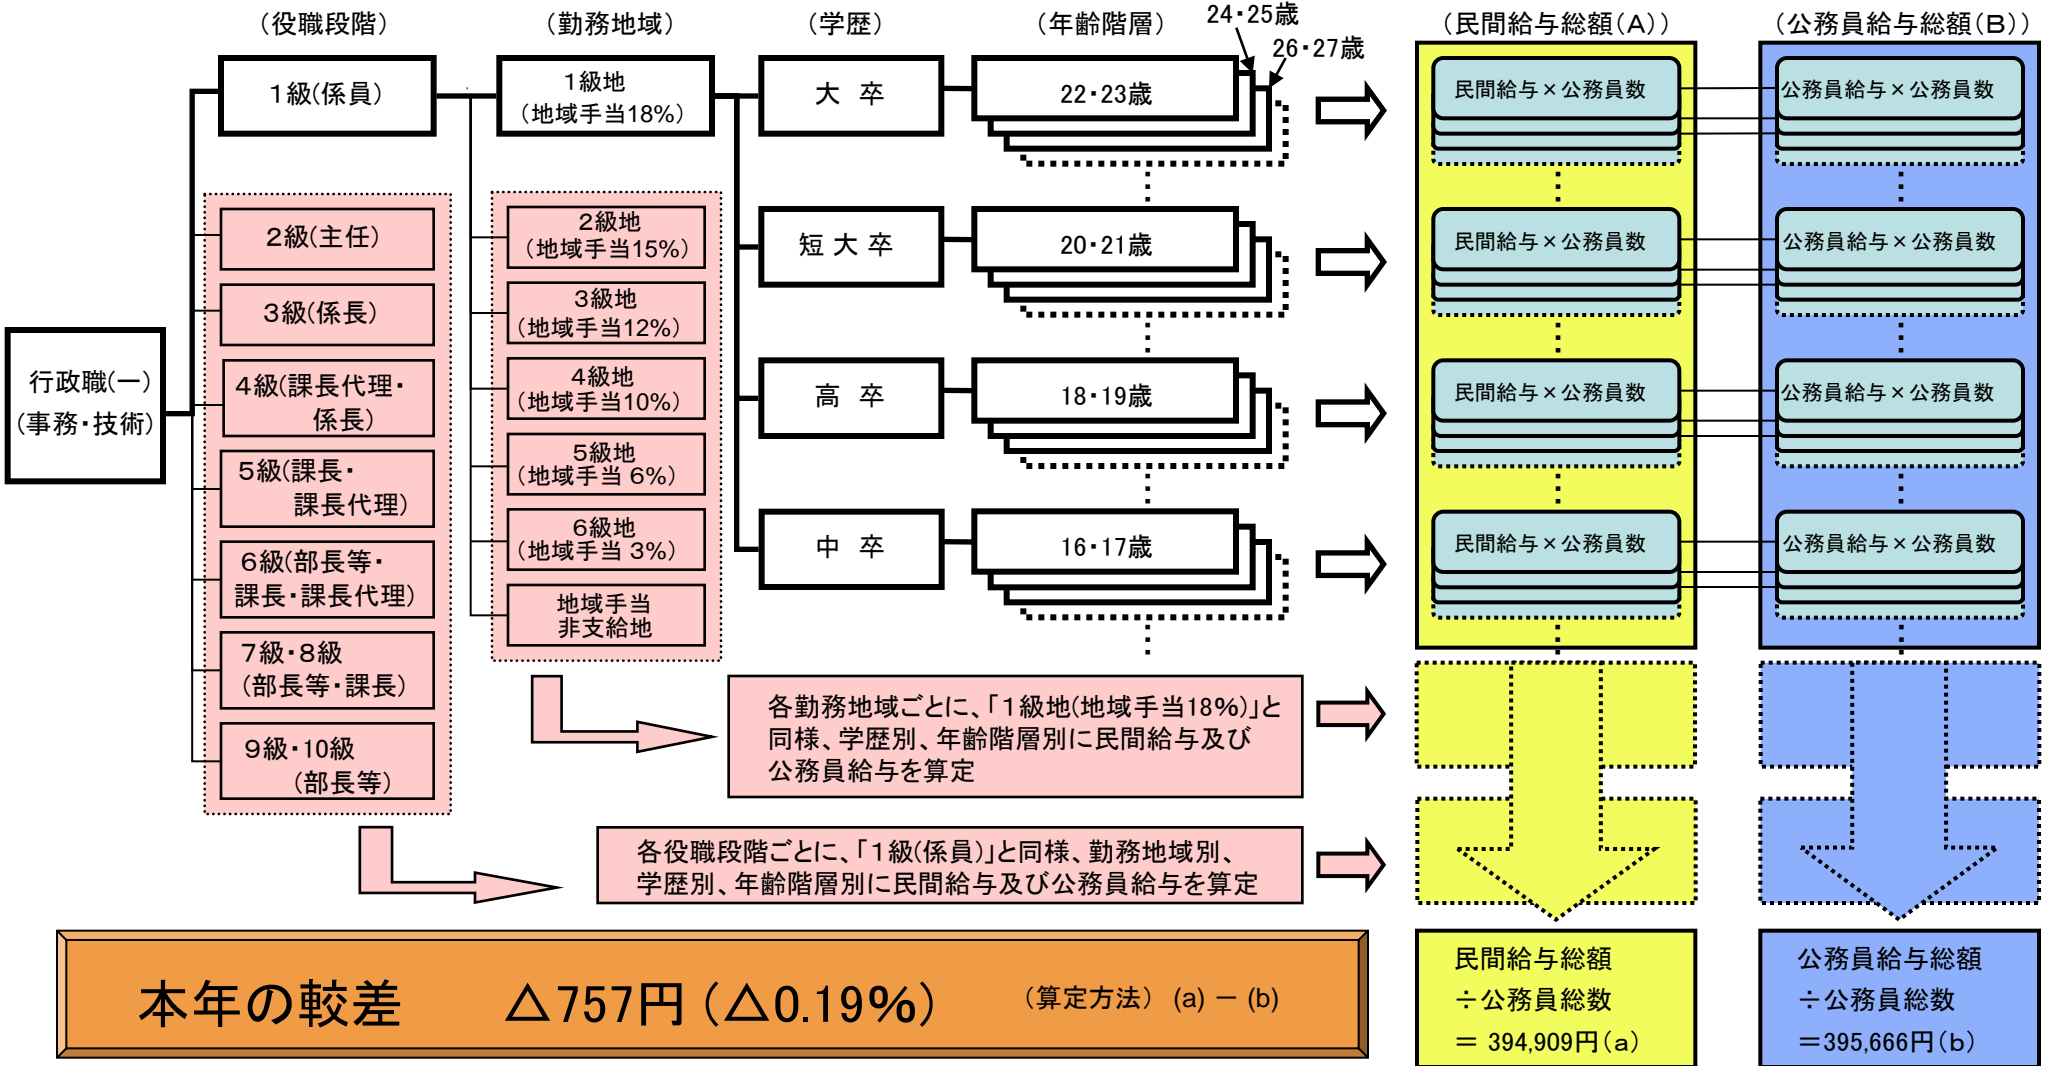 (役職段階)
(勤務地域)
(学歴)
(年齢階層)
24・25歳
26・27歳
(民間給与総額(A))
(公務員給与総額(B))
行政職(一)
(事務・技術)
1級(係員)
2級(主任)
3級(係長)
4級(課長代理・
係長)
5級(課長・
課長代理)
6級(部長等・
課長・課長代理)
7級・8級
(部長等・課長)
9級・10級
(部長等)
1級地
(地域手当18%)
2級地
(地域手当15%)
3級地
(地域手当12%)
4級地
(地域手当10%)
5級地
(地域手当 6%)
6級地
(地域手当 3%)
地域手当
非支給地
大 卒
22・23歳
民間給与×公務員数
公務員給与×公務員数
短 大 卒
20・21歳
民間給与×公務員数
公務員給与×公務員数
高 卒
18・19歳
民間給与×公務員数
公務員給与×公務員数
中 卒
16・17歳
民間給与×公務員数
公務員給与×公務員数
各勤務地域ごとに、「1級地(地域手当18%)」と
同様、学歴別、年齢階層別に民間給与及び
公務員給与を算定
各役職段階ごとに、「1級(係員)」と同様、勤務地域別、
学歴別、年齢階層別に民間給与及び公務員給与を算定
本年の較差 △757円(△0.19%) (算定方法) (a) - (b)
民間給与総額
÷公務員総数
= 394,909円(a)
公務員給与総額
÷公務員総数
=395,666円(b)